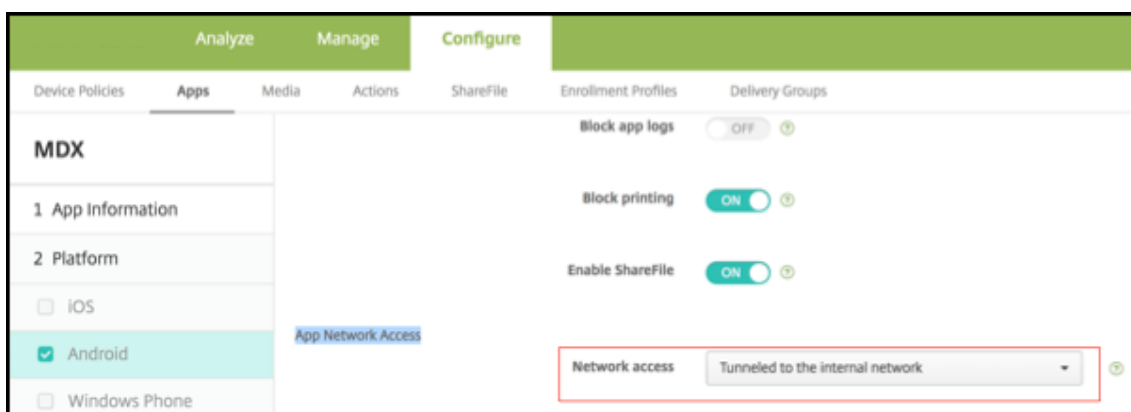 Analyze Manage Configure
Device Policies Apps Media Actions ShareFile Enrollment Profiles Delivery Groups
MDX
1 App Information
2 Platform
iOS
Android
Windows Phone
Block app logs OFF
Block printing ON
Enable ShareFile ON
App Network Access
Network access Tunneled to the internal network